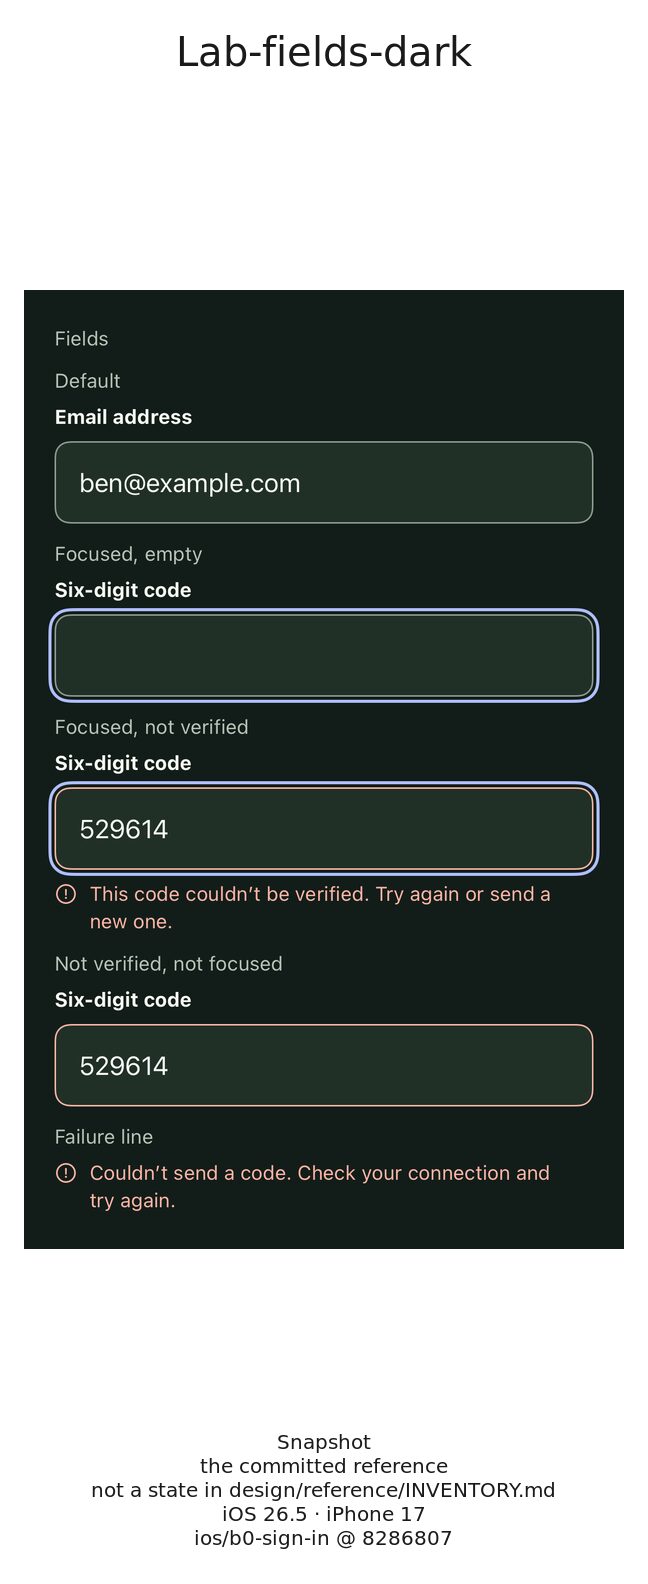 Lab-fields-dark
Fields
Default
Email address
ben@example.com
Focused, empty
Six-digit code
Focused, not verified
Six-digit code
529614
This code couldn’t be verified. Try again or send a
new one.
Not verified, not focused
Six-digit code
529614
Failure line
Couldn’t send a code. Check your connection and
try again.
Snapshot
the committed reference
not a state in design/reference/INVENTORY.md
iOS 26.5 · iPhone 17
ios/b0-sign-in @ 8286807